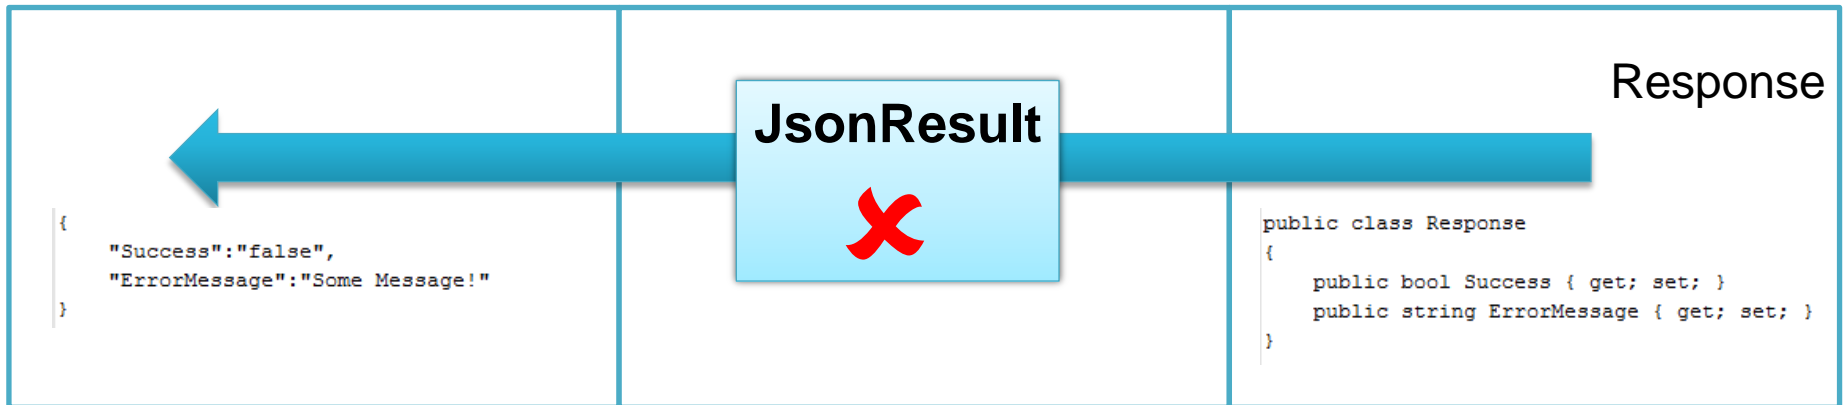 Response
JsonResult
{
    "Success":"false",
    "ErrorMessage":"Some Message!"
}
public class Response
{
    public bool Success { get; set; }
    public string ErrorMessage { get; set; }
}